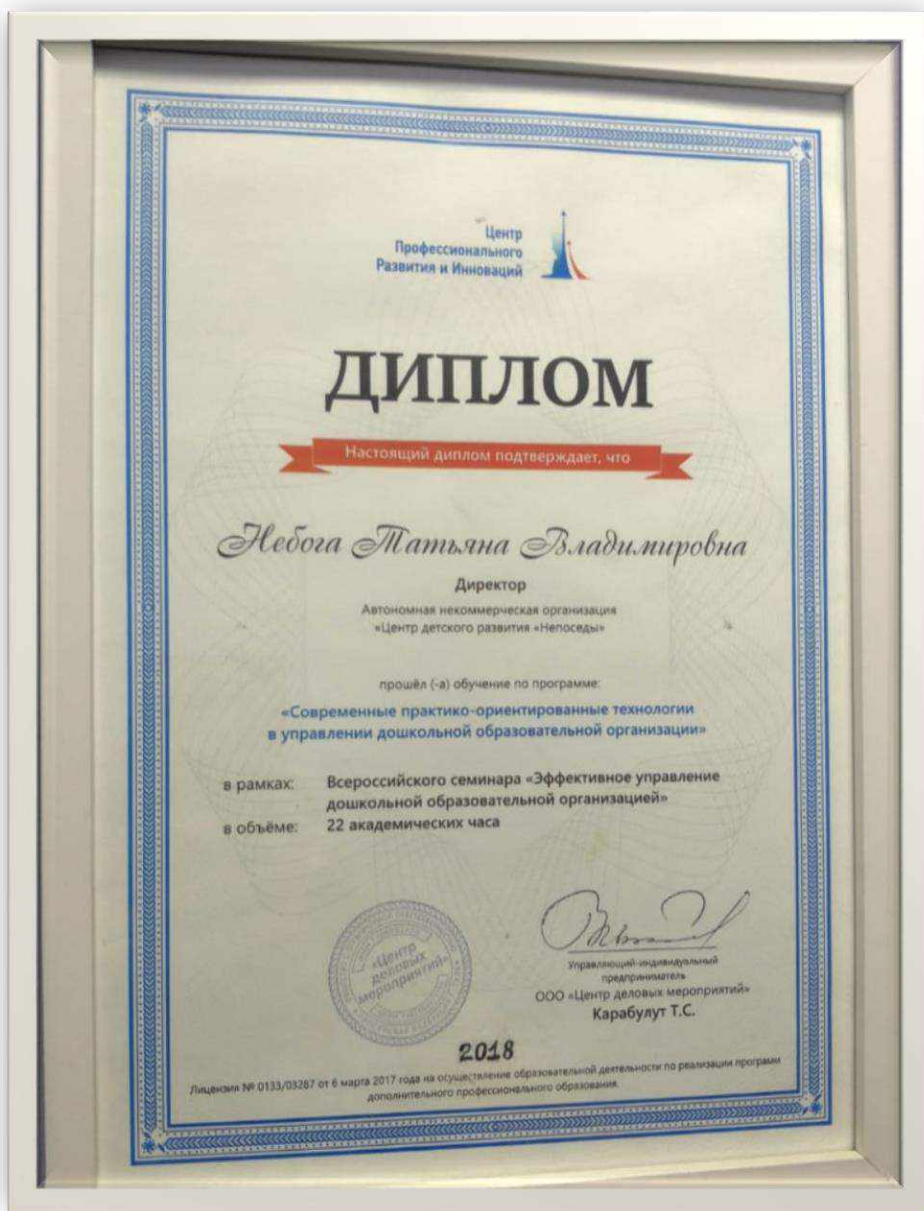 Центр
Профессионального
Развития и Инноваций
ДИПЛОМ
Настоящий диплом подтверждает, что
Небога Татьяна Владимировна
Директор
Автономная некоммерческая организация
«Центр детского развития «Непоседы»
прошёл (-а) обучение по программе:
«Современные практико-ориентированные технологии
в управлении дошкольной образовательной организации»
в рамках: Всероссийского семинара «Эффективное управление
дошкольной образовательной организацией»
в объёме: 22 академических часа
«Центр
деловых
мероприятий»
Управляющий-индивидуальный
предприниматель
ООО «Центр деловых мероприятий»
Карабулут Т.С.
2018
Лицензия № 0133/03287 от 6 марта 2017 года на осуществление образовательной деятельности по реализации программ
дополнительного профессионального образования.